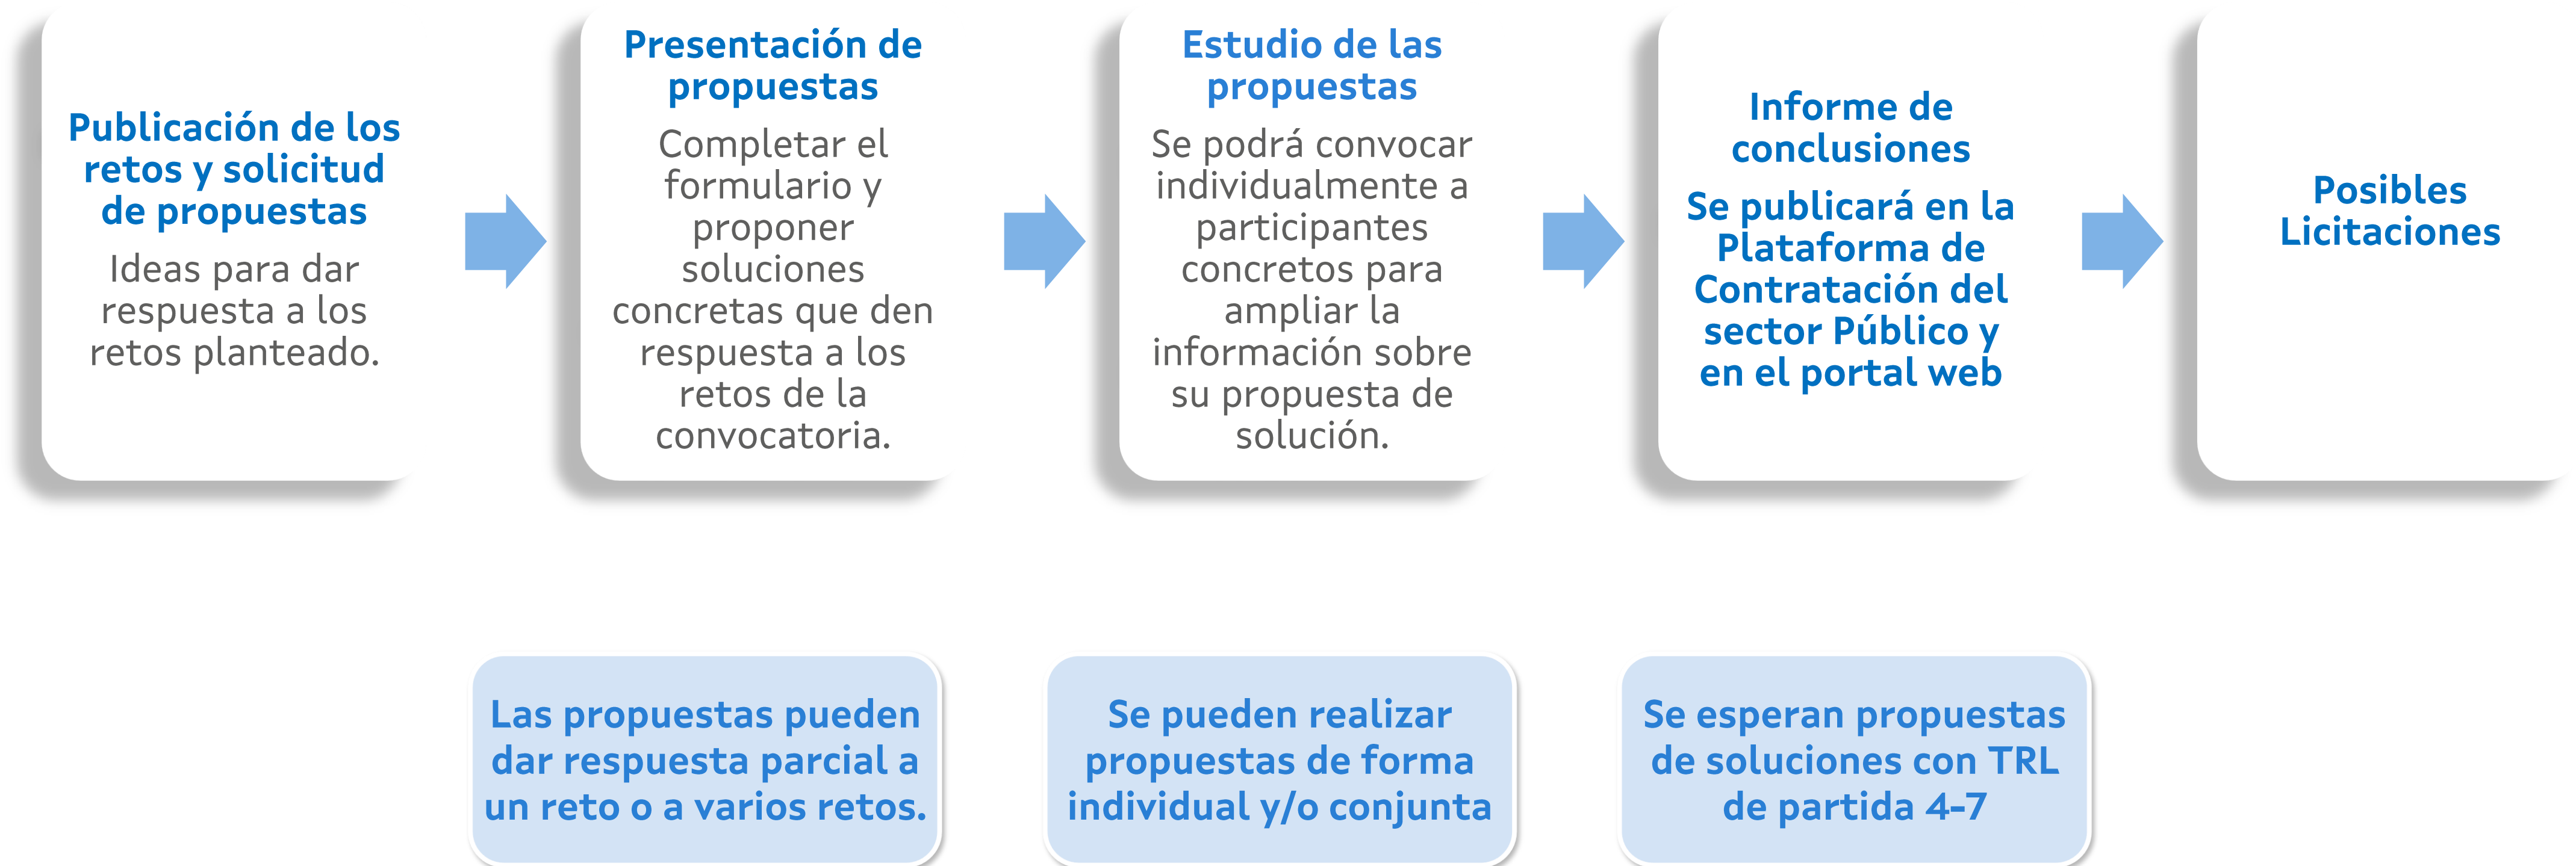 Publicación de los
retos y solicitud
de propuestas
Ideas para dar
respuesta a los
retos planteado.
Presentación de
propuestas
Completar el
formulario y
proponer
soluciones
concretas que den
respuesta a los
retos de la
convocatoria.
Estudio de las
propuestas
Se podrá convocar
individualmente a
participantes
concretos para
ampliar la
información sobre
su propuesta de
solución.
Informe de
conclusiones
Se publicará en la
Plataforma de
Contratación del
sector Público y
en el portal web
Posibles
Licitaciones
Las propuestas pueden
dar respuesta parcial a
un reto o a varios retos.
Se pueden realizar
propuestas de forma
individual y/o conjunta
Se esperan propuestas
de soluciones con TRL
de partida 4-7